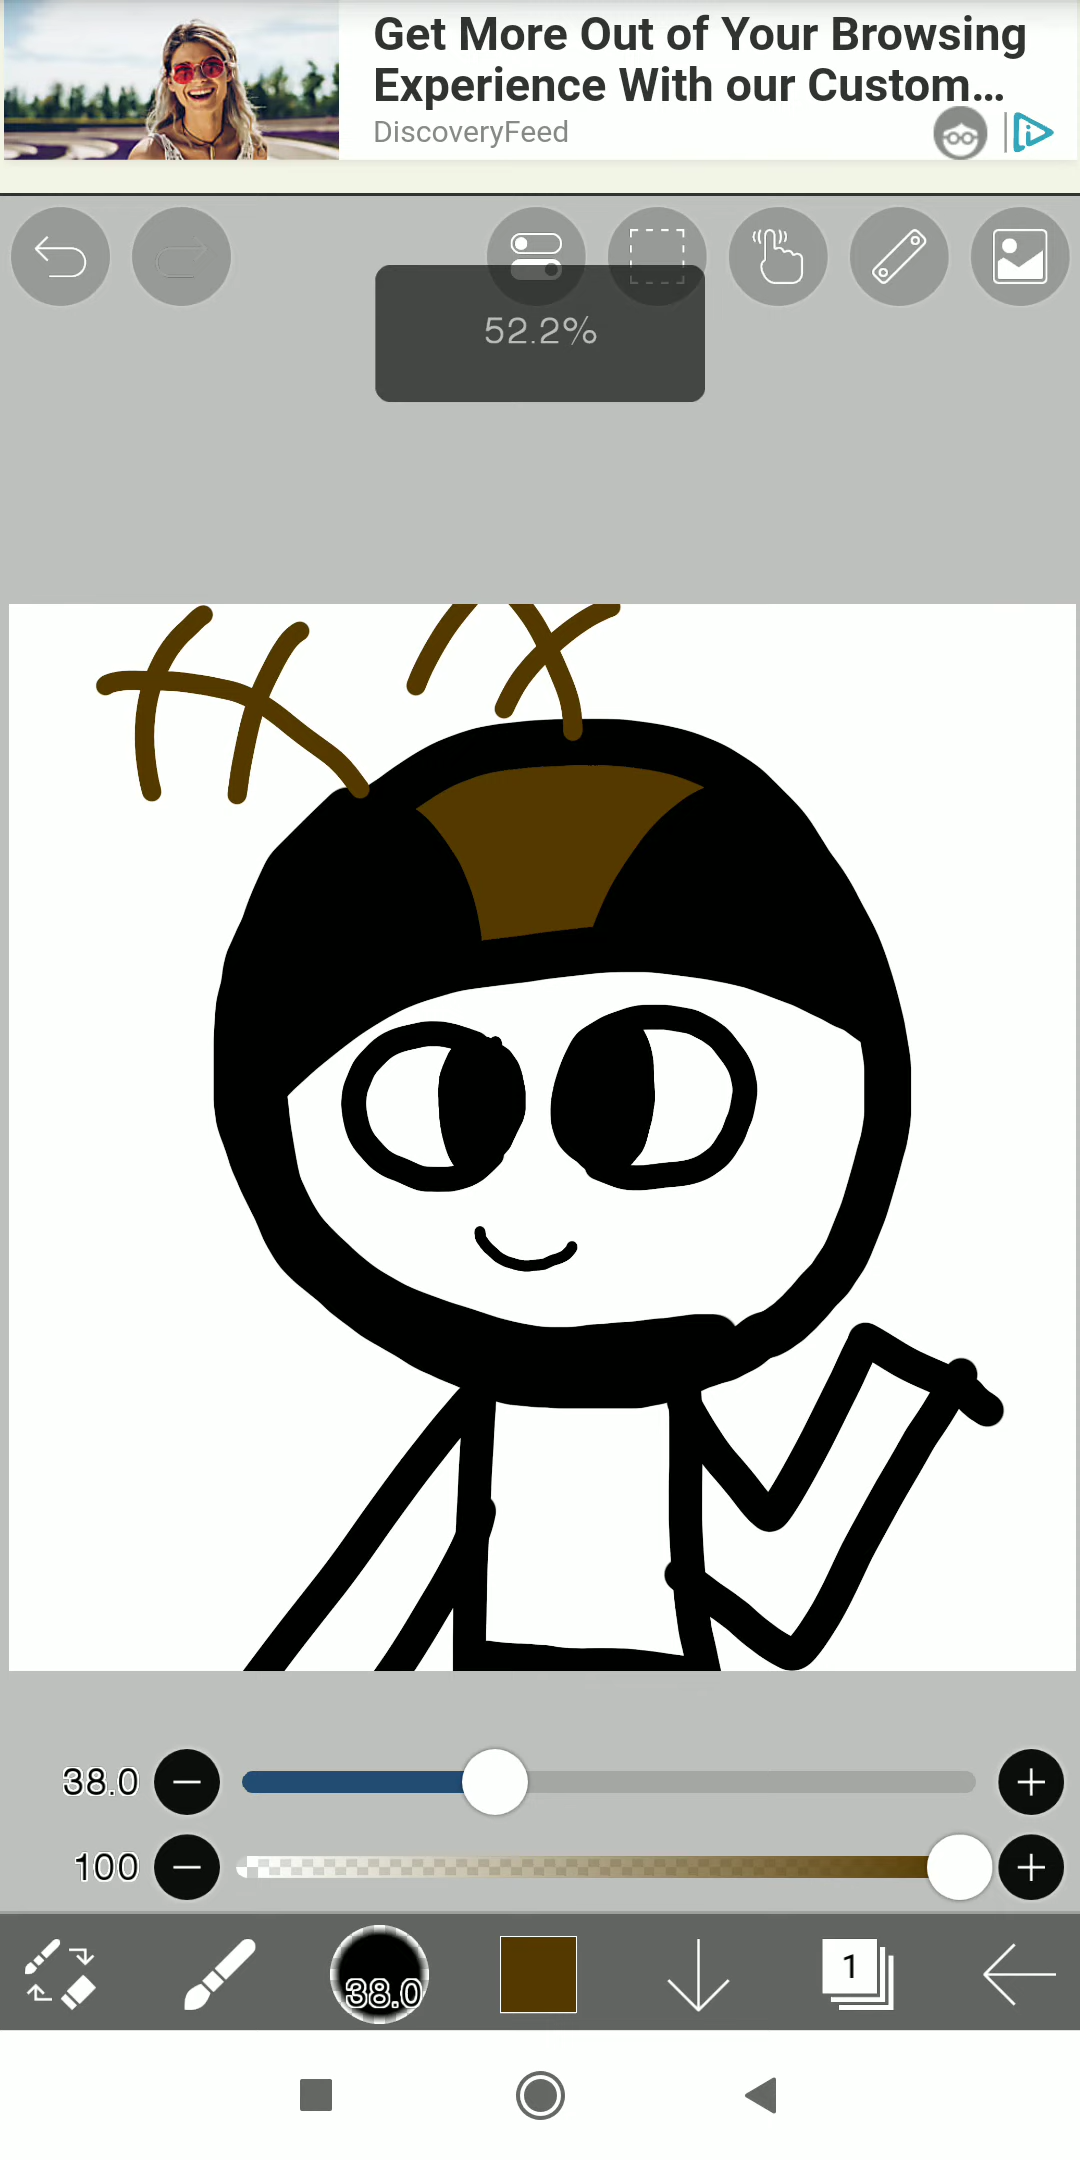 Get More Out of Your Browsing
Experience With our Custom...
DiscoveryFeed
52.2%
38.0
100
38.0
1